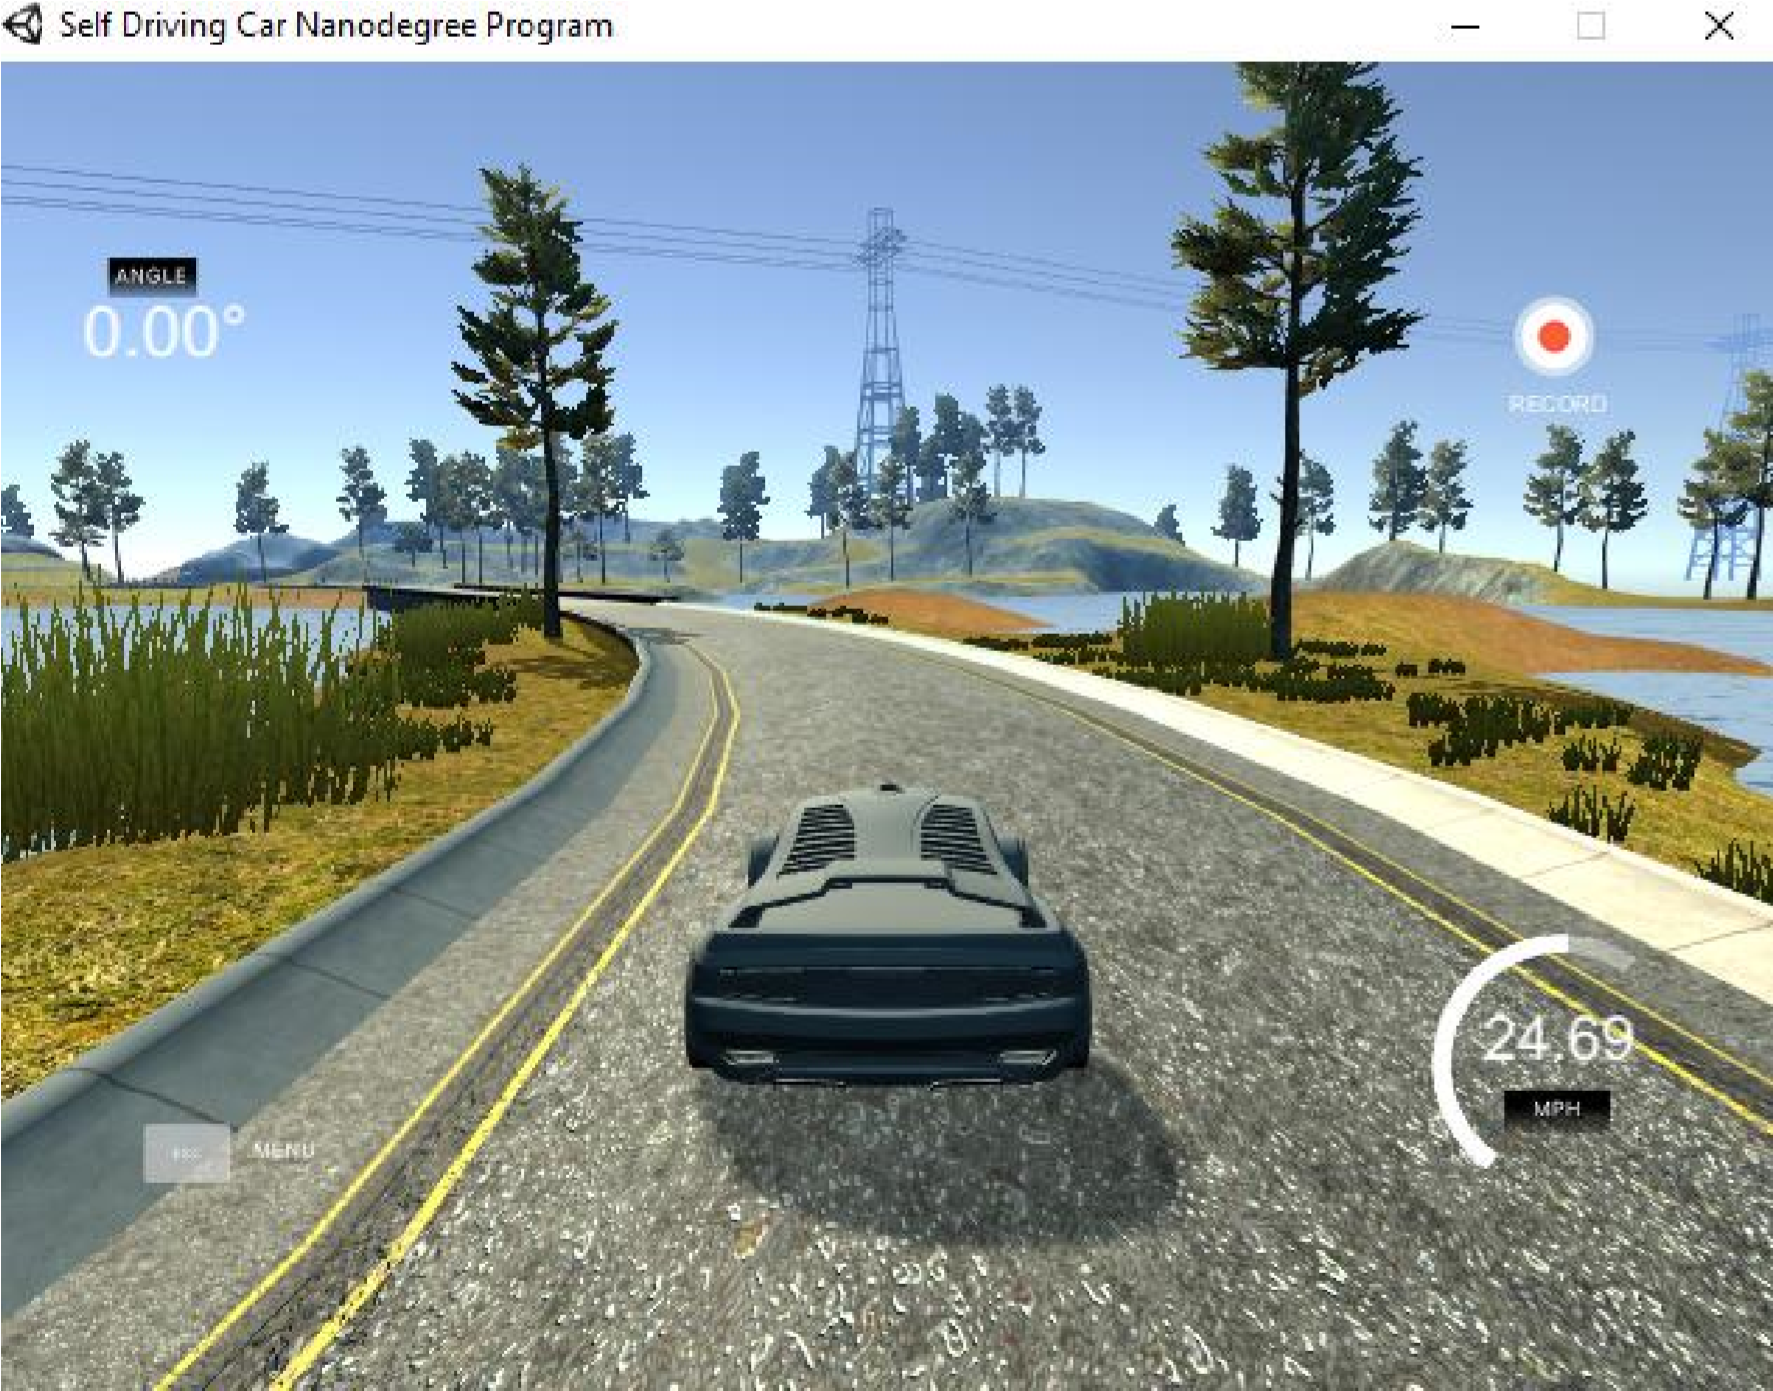 Self Driving Car Nanodegree Program
ANGLE
0.00°
RECORD
24.69
MPH
MENU